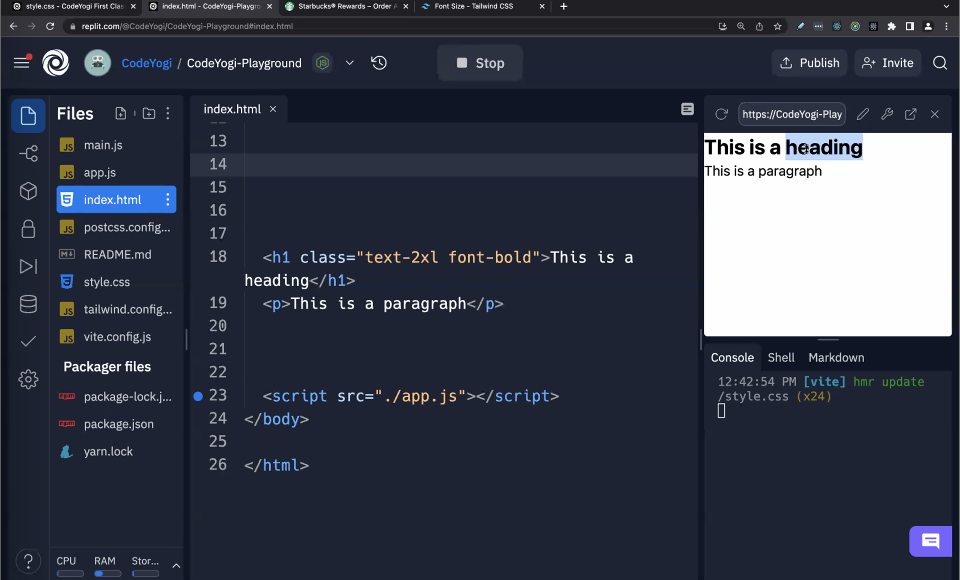 style.css - CodeYogi First Clas
index.html - CodeYogi-Playgro
Starbucks® Rewards – Order A
Font Size - Tailwind CSS
replit.com/@CodeYogi/CodeYogi-Playground#index.html
CodeYogi / CodeYogi-Playground
Stop
Publish
Invite
Files
main.js
app.js
index.html
postcss.config...
README.md
style.css
tailwind.config...
vite.config.js
Packager files
package-lock.j...
package.json
yarn.lock
CPU RAM Stor...
index.html
13
14
15
16
17
18 <h1 class="text-2xl font-bold">This is a
heading</h1>
19 <p>This is a paragraph</p>
20
21
22
23 <script src="./app.js"></script>
24 </body>
25
26 </html>
https://CodeYogi-Play
This is a heading
This is a paragraph
Console Shell Markdown
12:42:54 PM [vite] hmr update
/style.css (x24)